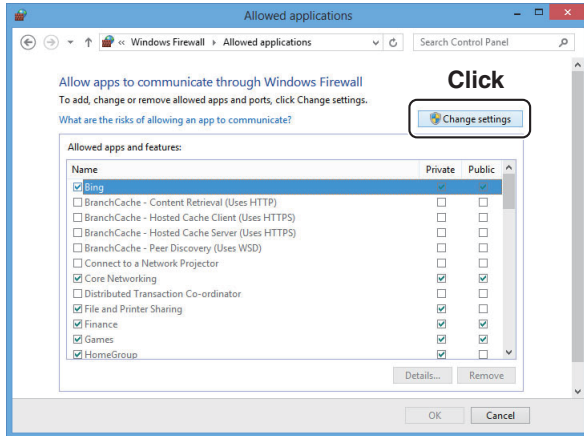 Allowed applications
« Windows Firewall Allowed applications
Search Control Panel
Allow apps to communicate through Windows Firewall
Click
To add, change or remove allowed apps and ports, click Change settings.
What are the risks of allowing an app to communicate?
Change settings
Allowed apps and features:
Name Private Public
Bing
BranchCache - Content Retrieval (Uses HTTP)
BranchCache - Hosted Cache Client (Uses HTTPS)
BranchCache - Hosted Cache Server (Uses HTTPS)
BranchCache - Peer Discovery (Uses WSD)
Connect to a Network Projector
Core Networking
Distributed Transaction Co-ordinator
File and Printer Sharing
Finance
Games
HomeGroup
Details... Remove
OK Cancel